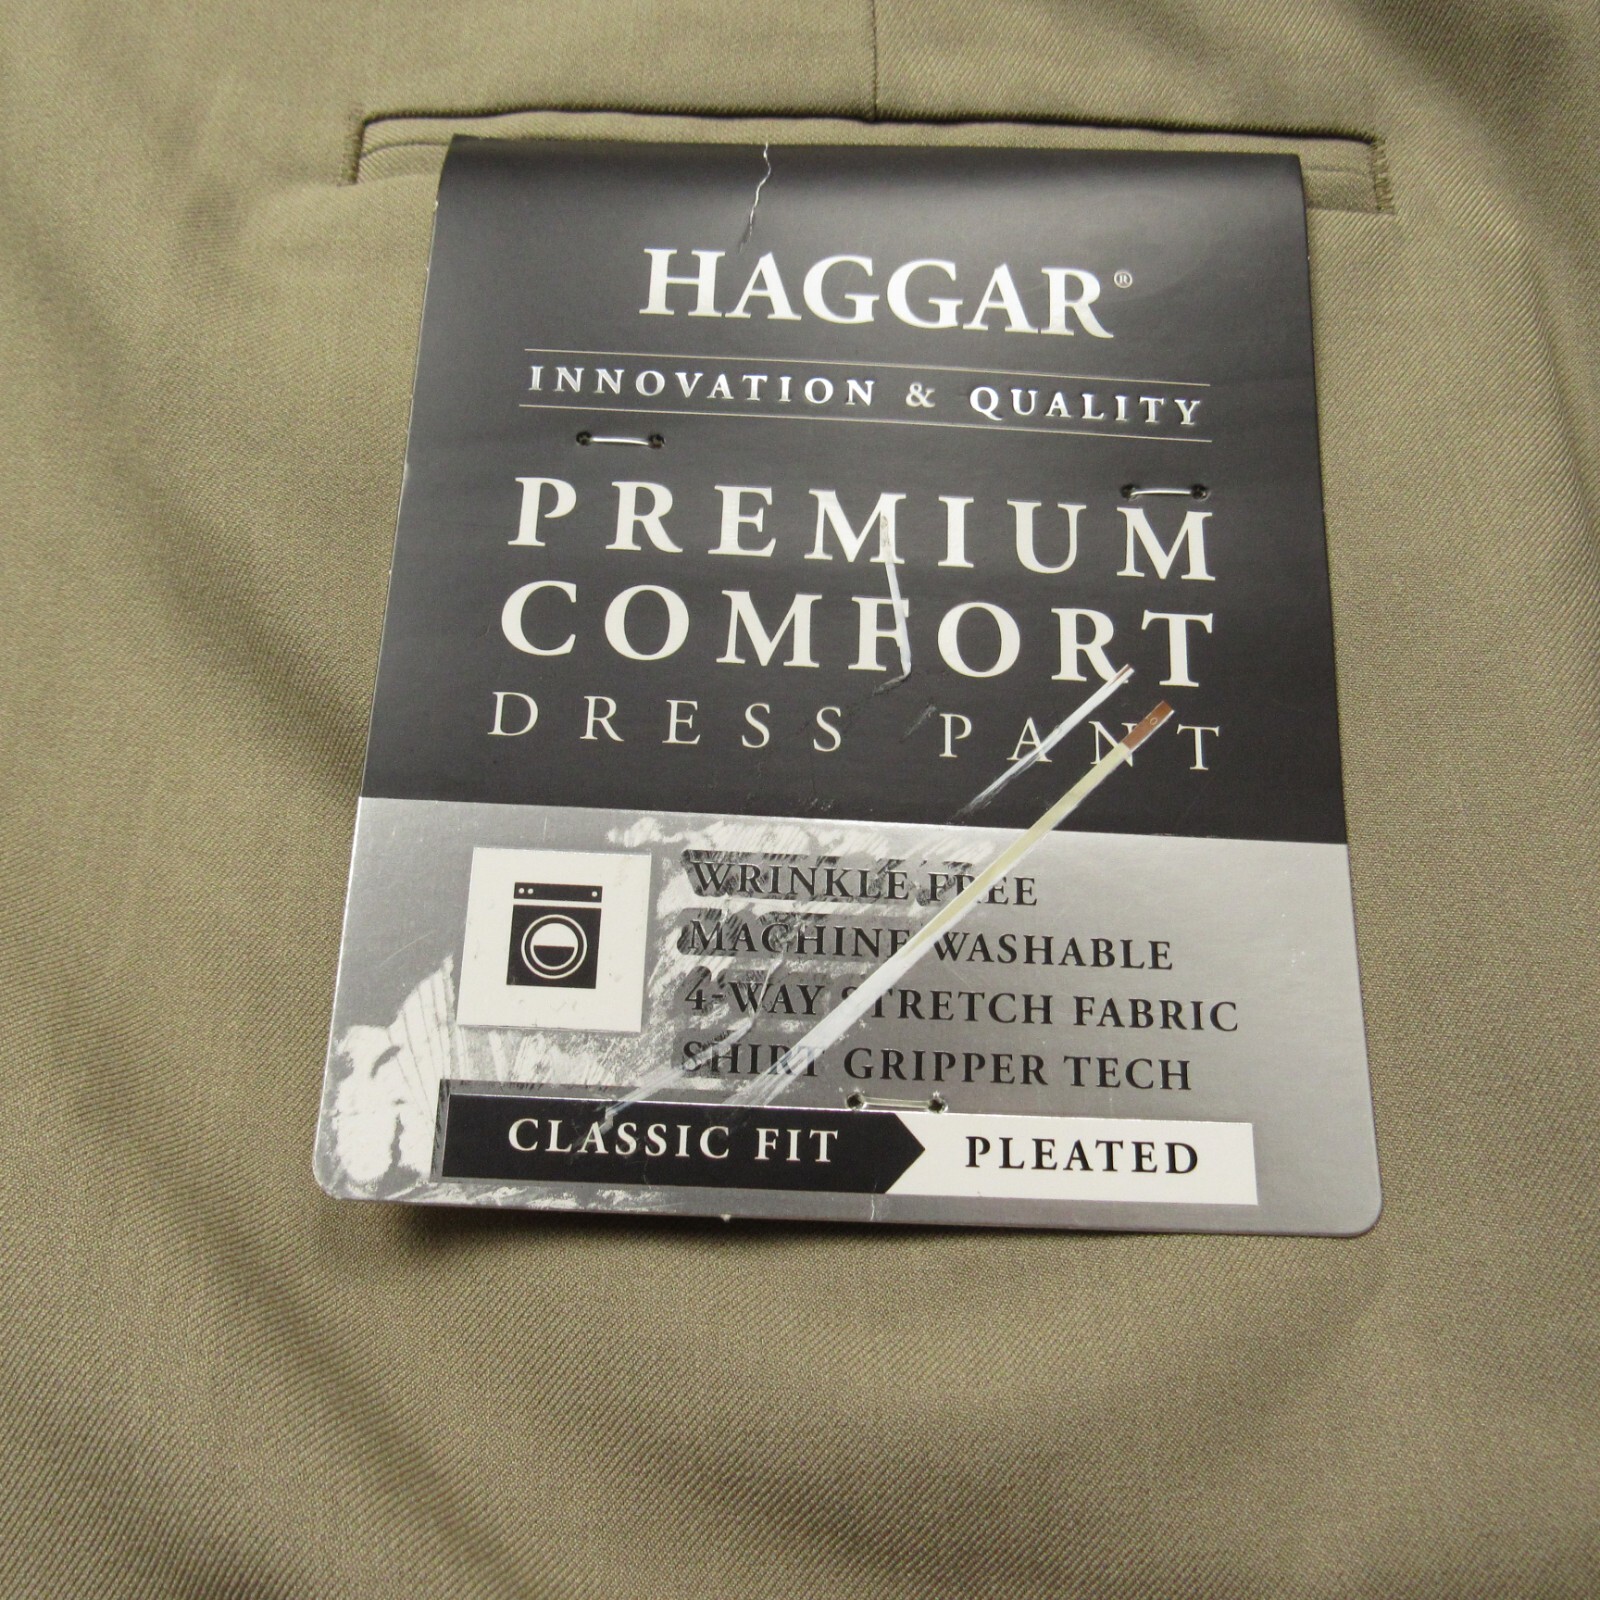 HAGGAR®
INNOVATION & QUALITY
PREMIUM
COMFORT
DRESS PANT
WRINKLE FREE
MACHINE WASHABLE
4-WAY STRETCH FABRIC
SHIRT GRIPPER TECH
CLASSIC FIT PLEATED